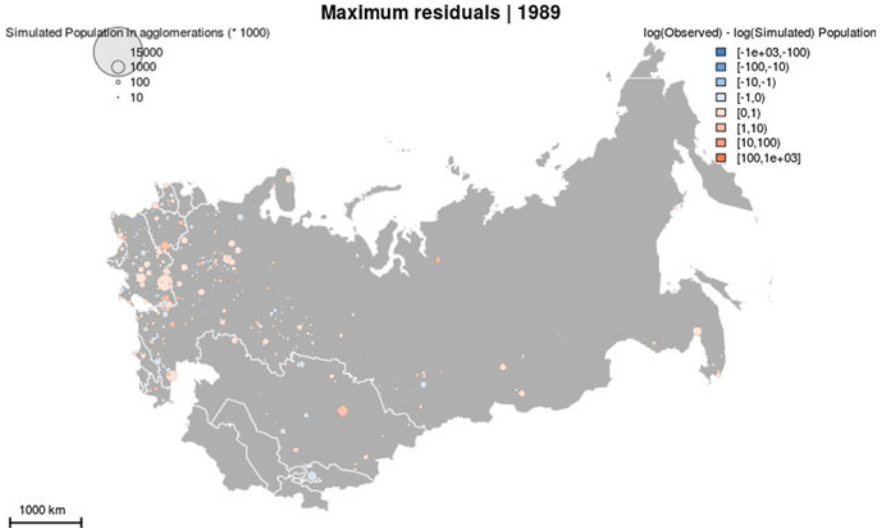 Maximum residuals | 1989
Simulated Population in agglomerations (* 1000)
15000
1000
100
10
log(Observed) - log(Simulated) Population
[-1e+03,-100)
[-100,-10)
[-10,-1)
[-1,0)
[0,1)
[1,10)
[10,100)
[100,1e+03]
1000 km